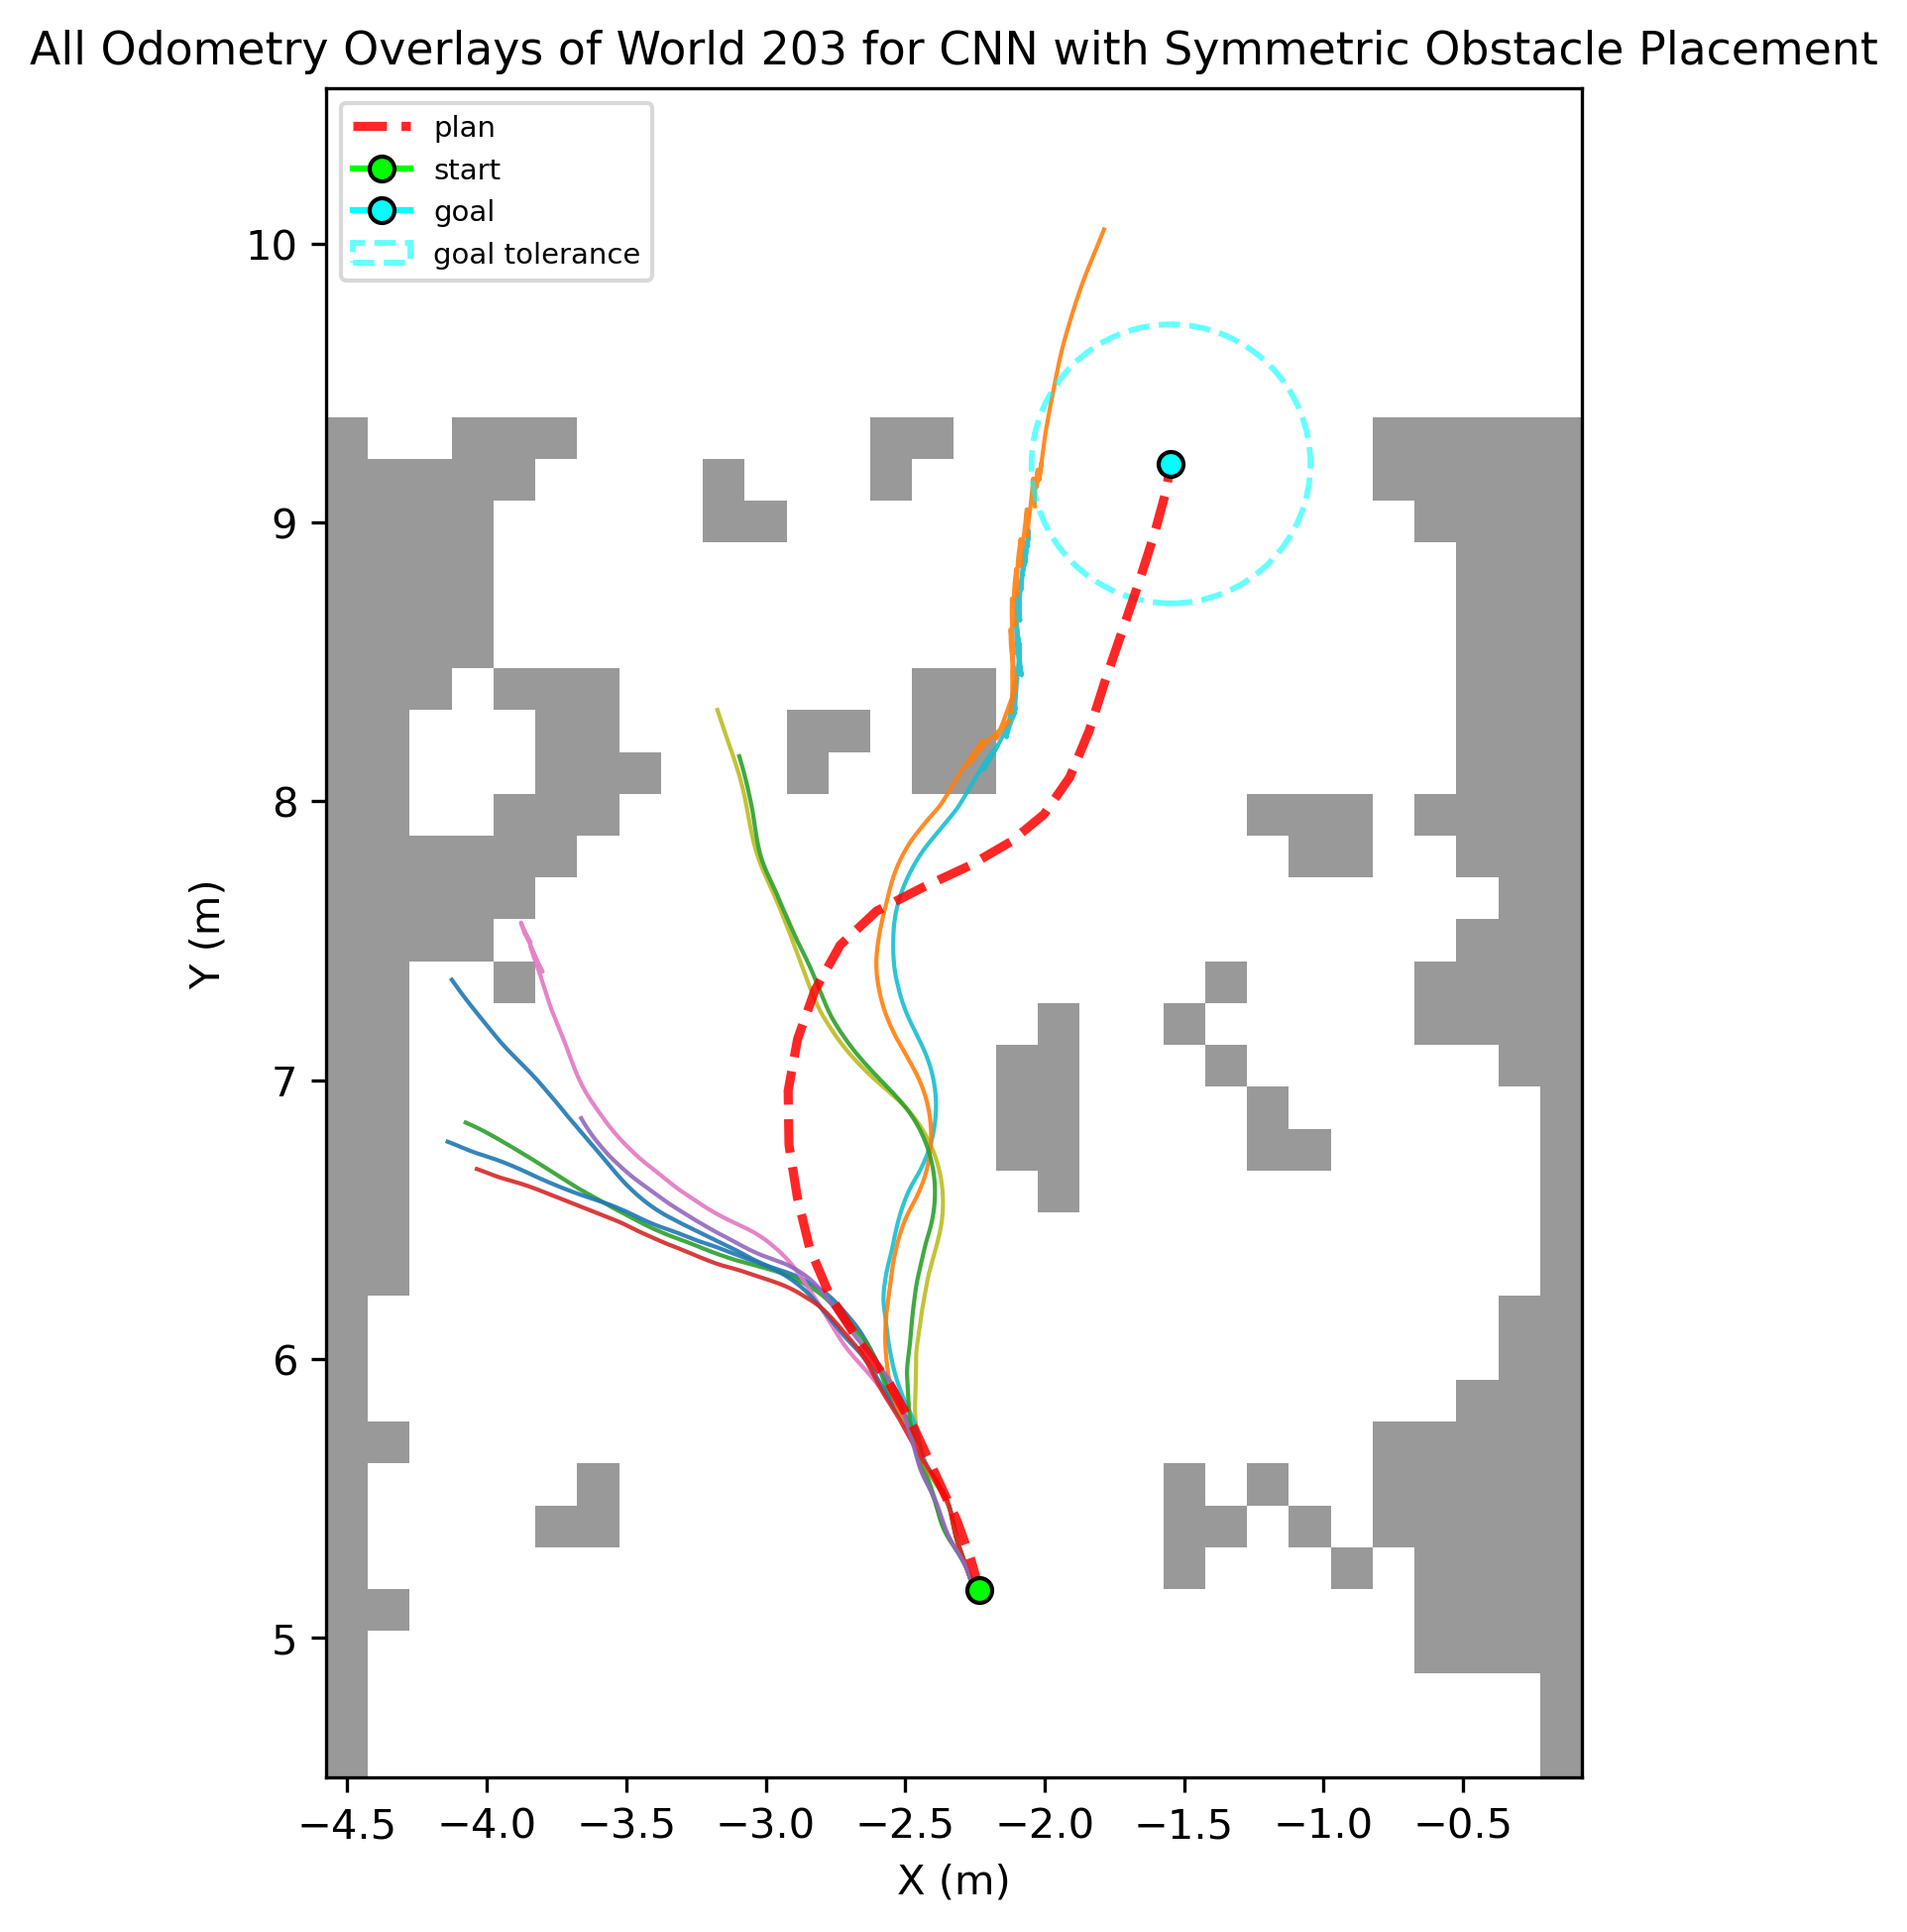 All Odometry Overlays of World 203 for CNN with Symmetric Obstacle Placement
plan
start
goal
goal tolerance
10
9
8
7
6
5
Y (m)
−4.5 −4.0 −3.5 −3.0 −2.5 −2.0 −1.5 −1.0 −0.5
X (m)